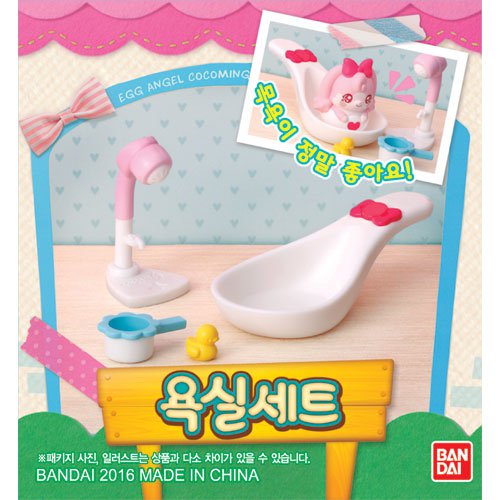 EGG ANGEL COCOMING
목욕이 정말 좋아요!
욕실세트
※패키지 사진, 일러스트는 상품과 다소 차이가 있을 수 있습니다.
BANDAI 2016 MADE IN CHINA
BAN
DAI